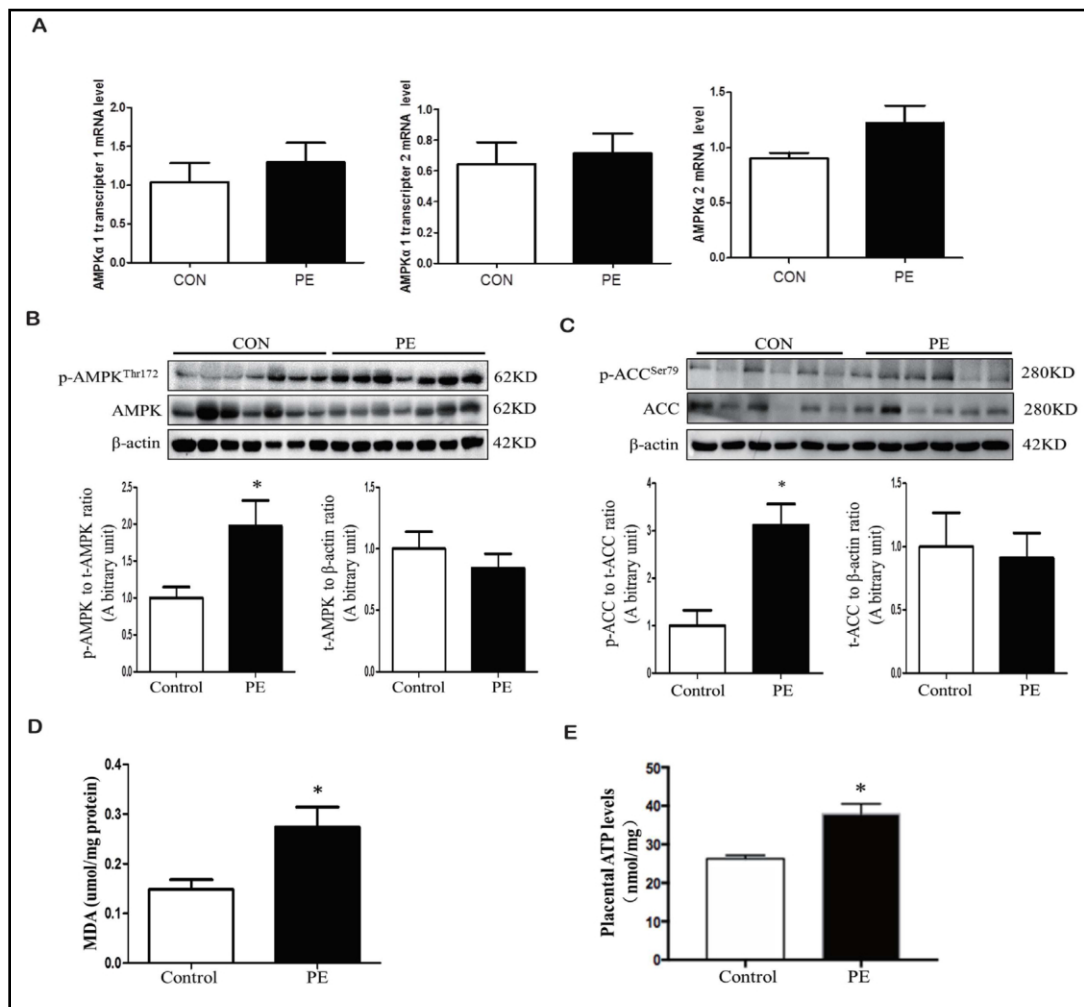 A
AMPKα 1 transcripter 1 mRNA level
2.0
1.5
1.0
0.5
0.0
CON
PE
AMPKα 1 transcripter 2 mRNA level
1.0
0.8
0.6
0.4
0.2
0.0
CON
PE
AMPKα 2 mRNA level
1.5
1.0
0.5
0.0
CON
PE
B
CON
PE
p-AMPKThr172
62KD
AMPK
62KD
β-actin
42KD
p-AMPK to t-AMPK ratio
(A bitrary unit)
2.5
2.0
1.5
1.0
0.5
0.0
*
Control
PE
t-AMPK to β-actin ratio
(A bitrary unit)
1.5
1.0
0.5
0.0
Control
PE
C
CON
PE
p-ACCSer79
280KD
ACC
280KD
β-actin
42KD
p-ACC to t-ACC ratio
(A bitrary unit)
4
3
2
1
0
*
Control
PE
t-ACC to β-actin ratio
(A bitrary unit)
1.5
1.0
0.5
0.0
Control
PE
D
MDA (umol/mg protein)
0.4
0.3
0.2
0.1
0.0
*
Control
PE
E
Placental ATP levels
(nmol/mg)
50
40
30
20
10
0
*
Control
PE